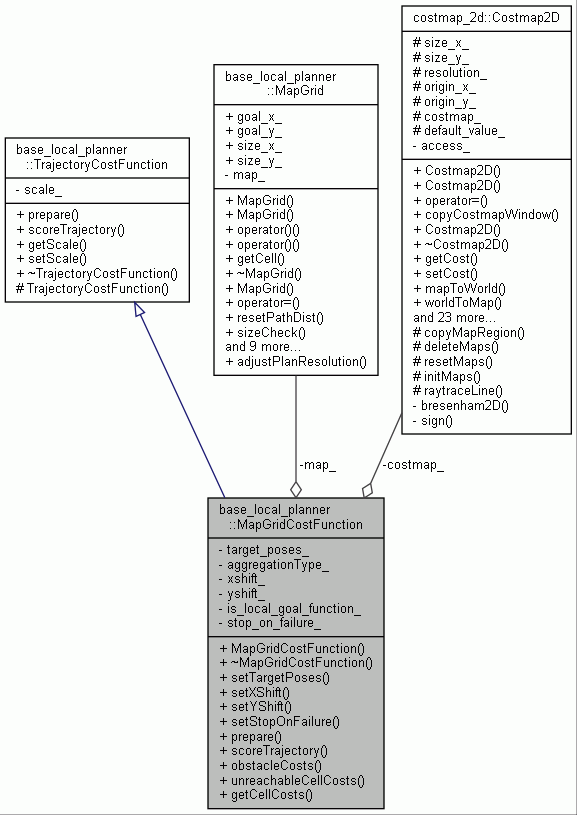 costmap_2d::Costmap2D
# size_x_
# size_y_
# resolution_
# origin_x_
# origin_y_
# costmap_
# default_value_
- access_
+ Costmap2D()
+ Costmap2D()
+ operator=()
+ copyCostmapWindow()
+ Costmap2D()
+ ~Costmap2D()
+ getCost()
+ setCost()
+ mapToWorld()
+ worldToMap()
and 23 more...
# copyMapRegion()
# deleteMaps()
# resetMaps()
# initMaps()
# raytraceLine()
- bresenham2D()
- sign()
base_local_planner
::MapGrid
+ goal_x_
+ goal_y_
+ size_x_
+ size_y_
- map_
+ MapGrid()
+ MapGrid()
+ operator()()
+ operator()()
+ getCell()
+ ~MapGrid()
+ MapGrid()
+ operator=()
+ resetPathDist()
+ sizeCheck()
and 9 more...
+ adjustPlanResolution()
base_local_planner
::TrajectoryCostFunction
- scale_
+ prepare()
+ scoreTrajectory()
+ getScale()
+ setScale()
+ ~TrajectoryCostFunction()
# TrajectoryCostFunction()
-map_
-costmap_
base_local_planner
::MapGridCostFunction
- target_poses_
- aggregationType_
- xshift_
- yshift_
- is_local_goal_function_
- stop_on_failure_
+ MapGridCostFunction()
+ ~MapGridCostFunction()
+ setTargetPoses()
+ setXShift()
+ setYShift()
+ setStopOnFailure()
+ prepare()
+ scoreTrajectory()
+ obstacleCosts()
+ unreachableCellCosts()
+ getCellCosts()